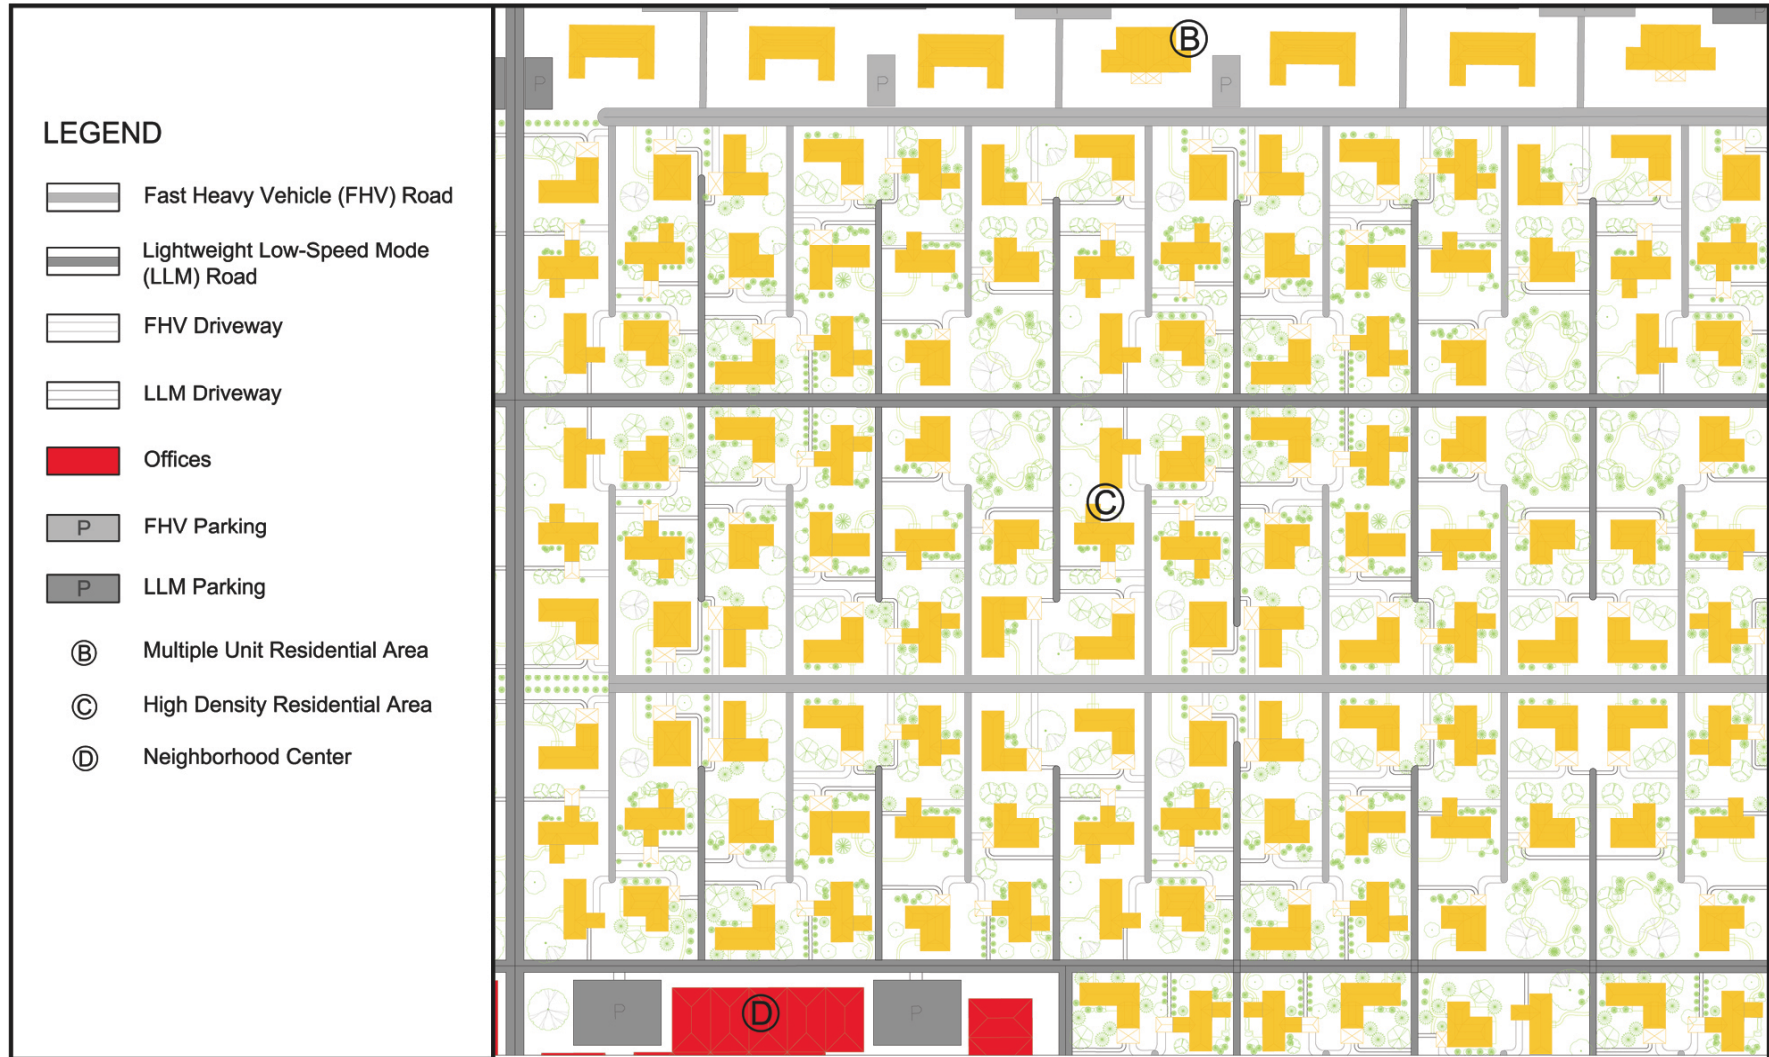 LEGEND
Fast Heavy Vehicle (FHV) Road
Lightweight Low-Speed Mode
(LLM) Road
FHV Driveway
LLM Driveway
Offices
P FHV Parking
P LLM Parking
B Multiple Unit Residential Area
C High Density Residential Area
D Neighborhood Center
P
B
P
P
P
C
P
D
P